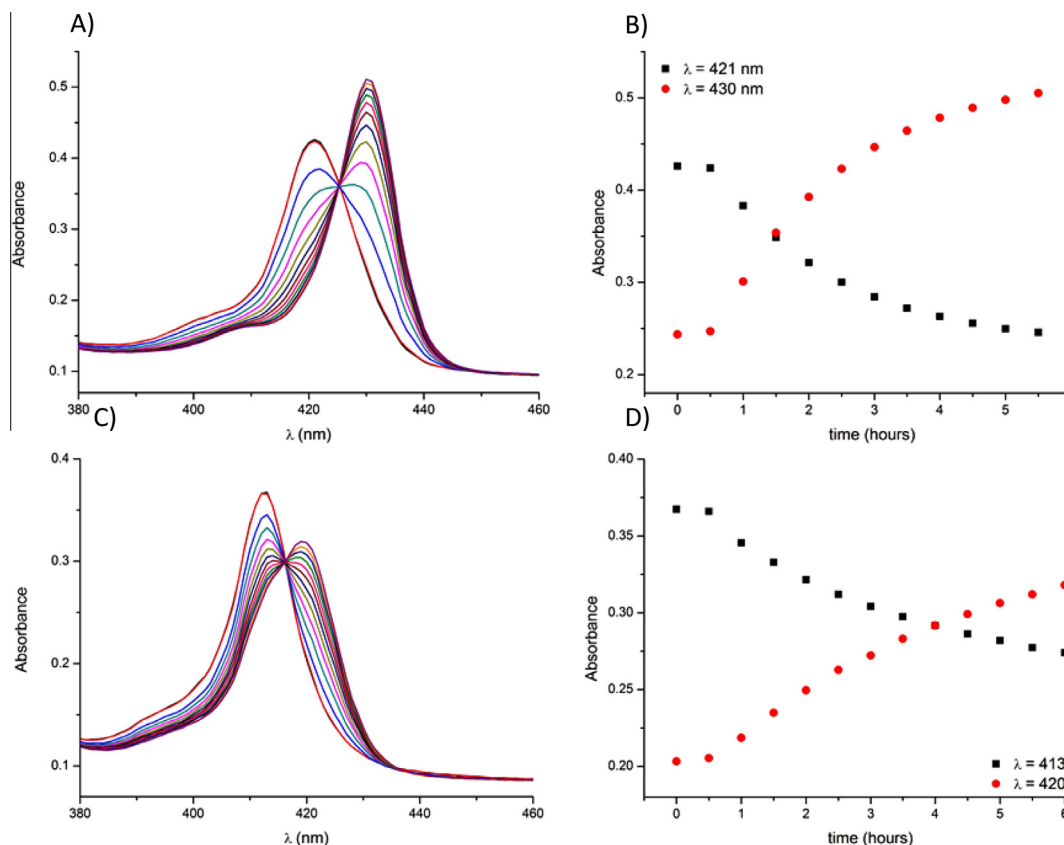 A)
B)
0.5
0.4
0.3
0.2
0.1
Absorbance
380
400
420
440
460
λ (nm)
λ = 421 nm
λ = 430 nm
0.5
0.4
0.3
0.2
Absorbance
0
1
2
3
4
5
time (hours)
C)
D)
0.4
0.3
0.2
0.1
Absorbance
380
400
420
440
460
λ (nm)
0.40
0.35
0.30
0.25
0.20
Absorbance
λ = 413
λ = 420
0
1
2
3
4
5
6
time (hours)